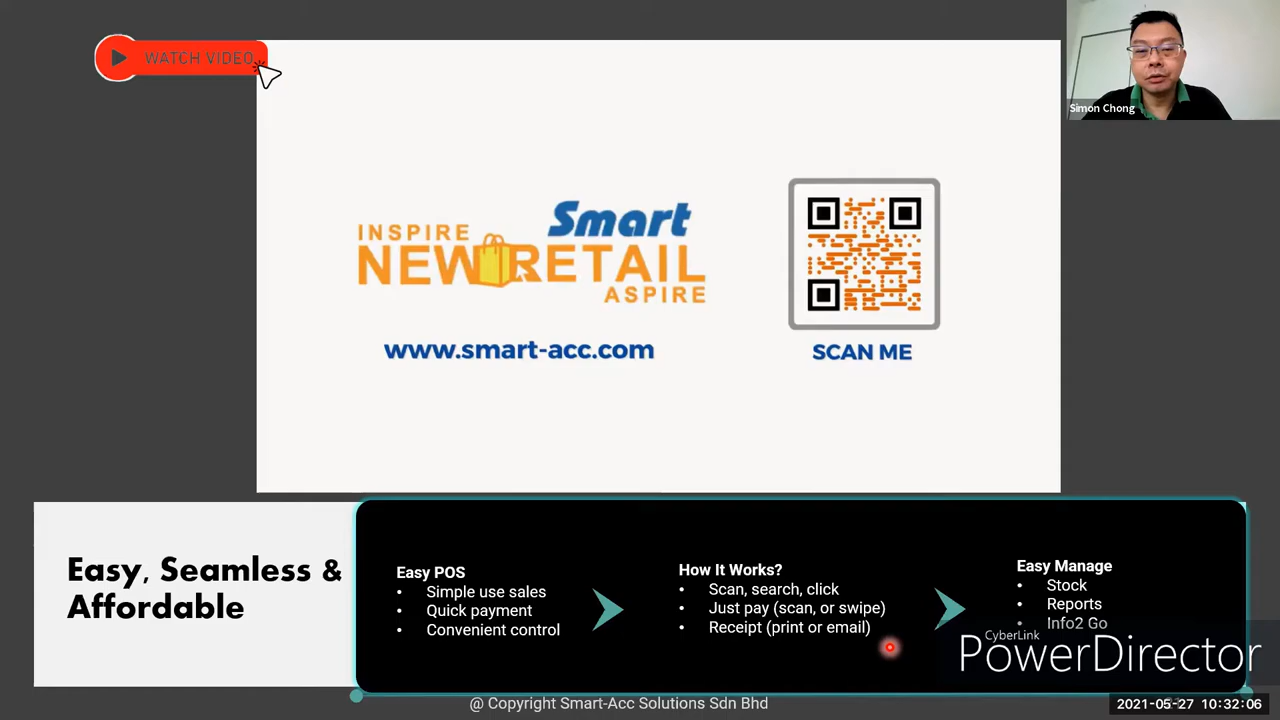 WATCH VIDEO
Simon Chong
INSPIRE
Smart
NEW RETAIL
ASPIRE
www.smart-acc.com
SCAN ME
Easy, Seamless &
Affordable
Easy POS
• Simple use sales
• Quick payment
• Convenient control
How It Works?
• Scan, search, click
• Just pay (scan, or swipe)
• Receipt (print or email)
Easy Manage
• Stock
• Reports
• Info2 Go
CyberLink
PowerDirector
@ Copyright Smart-Acc Solutions Sdn Bhd
2021-05-27 10:32:06